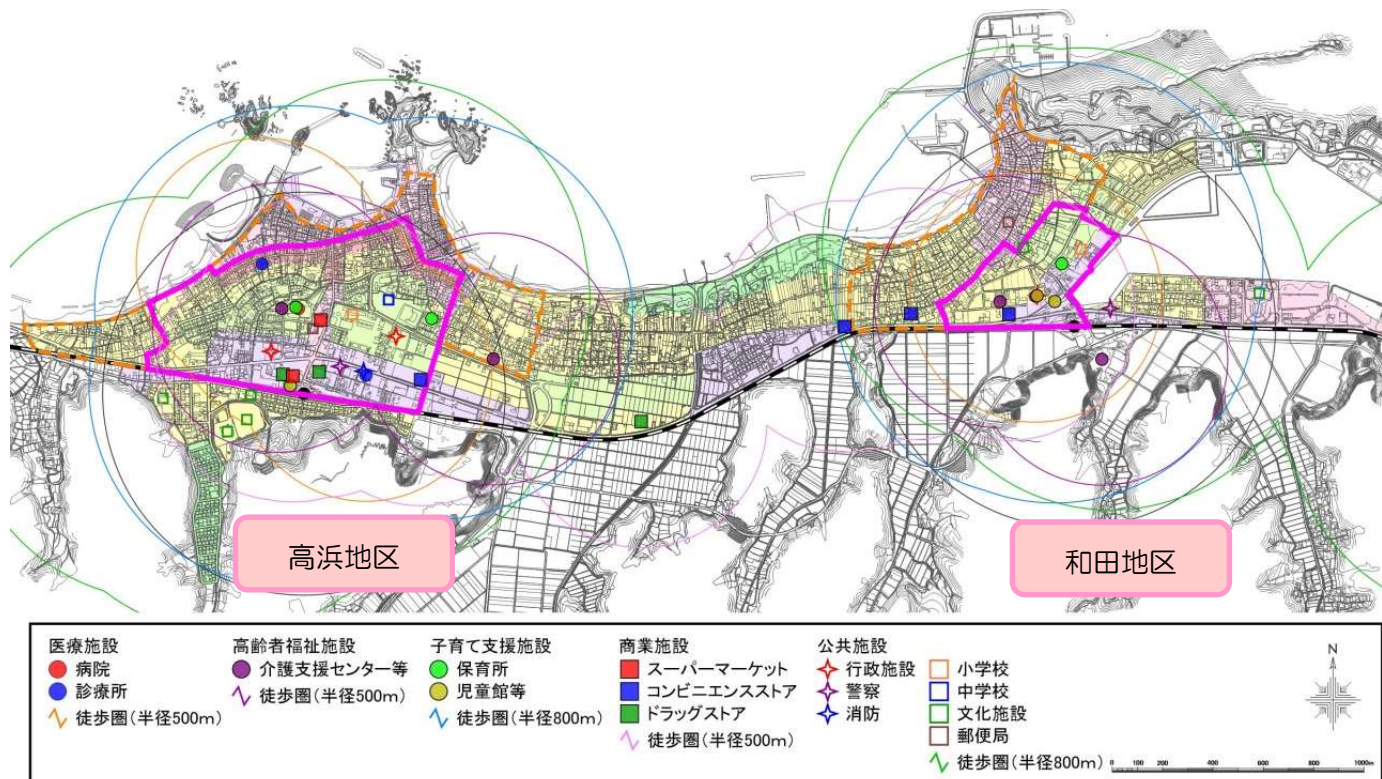 高浜地区
和田地区
医療施設
病院
診療所
徒歩圏(半径500m)
高齢者福祉施設
介護支援センター等
徒歩圏(半径500m)
子育て支援施設
保育所
児童館等
徒歩圏(半径800m)
商業施設
スーパーマーケット
コンビニエンスストア
ドラッグストア
徒歩圏(半径500m)
公共施設
行政施設
警察
消防
小学校
中学校
文化施設
郵便局
徒歩圏(半径800m)
N
0 100 200 400 600 800 1000m